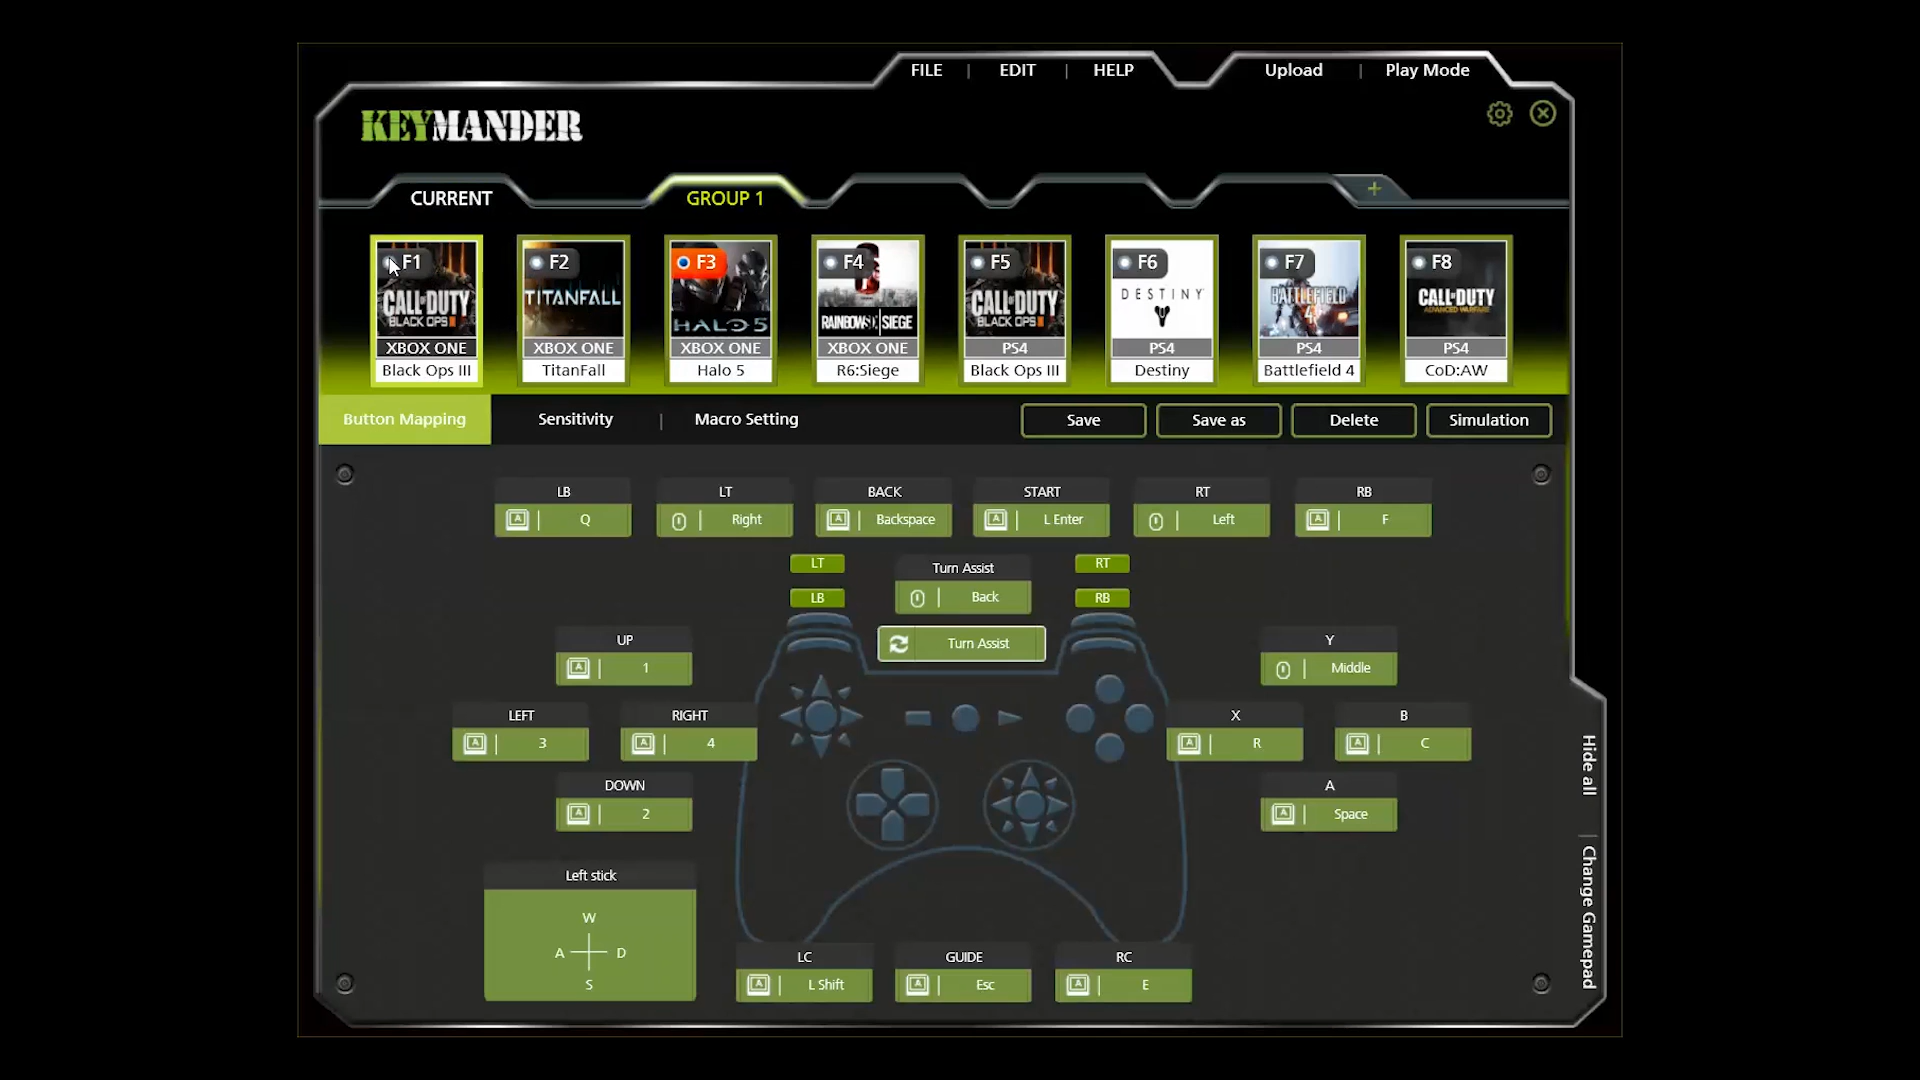 FILE | EDIT | HELP
Upload | Play Mode
KEYMANDER
CURRENT
GROUP 1
+
F1
CALL DUTY
BLACK OPS III
XBOX ONE
Black Ops III
F2
TITANFALL
XBOX ONE
TitanFall
F3
HALO 5
XBOX ONE
Halo 5
F4
RAINBOW SIEGE
XBOX ONE
R6:Siege
F5
CALL DUTY
BLACK OPS III
PS4
Black Ops III
F6
DESTINY
PS4
Destiny
F7
BATTLEFIELD
4
PS4
Battlefield 4
F8
CALL DUTY
ADVANCED WARFARE
PS4
CoD:AW
Button Mapping
Sensitivity | Macro Setting
Save
Save as
Delete
Simulation
LB
A | Q
LT
Right
BACK
A | Backspace
START
A | L Enter
RT
Left
RB
A | F
LT
LB
Turn Assist
Back
Turn Assist
RT
RB
UP
A | 1
LEFT
A | 3
RIGHT
A | 4
DOWN
A | 2
Y
Middle
X
A | R
B
A | C
A
A | Space
Left stick
W
A D
S
LC
A | L Shift
GUIDE
A | Esc
RC
A | E
Hide all
Change Gamepad